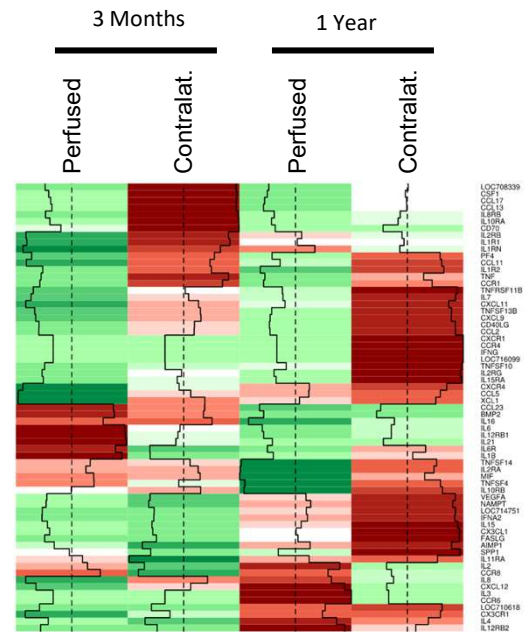 3 Months
1 Year
Perfused
Contralat.
Perfused
Contralat.
LOC708339
CSF1
CCL17
CCL13
IL8RB
IL10RA
CD70
IL2RB
IL1R1
IL1RN
PF4
CCL11
IL1R2
TNF
CCR1
TNFRSF11B
IL7
CXCL11
TNFSF13B
CXCL9
CD40LG
CCL2
CXCR1
CCR4
IFNG
LOC716099
TNFSF10
IL2RG
IL15RA
CXCR4
CCL5
XCL1
CCL23
BMP2
IL16
IL6
IL12RB1
IL21
IL6R
IL1B
TNFSF14
IL2RA
MIF
TNFSF4
IL10RB
VEGFA
NAMPT
LOC714751
IFNA2
IL15
CX3CL1
FASLG
AIMP1
SPP1
IL11RA
IL2
CCR8
IL8
CXCL12
IL3
CCR6
LOC710618
CX3CR1
IL4
IL12RB2